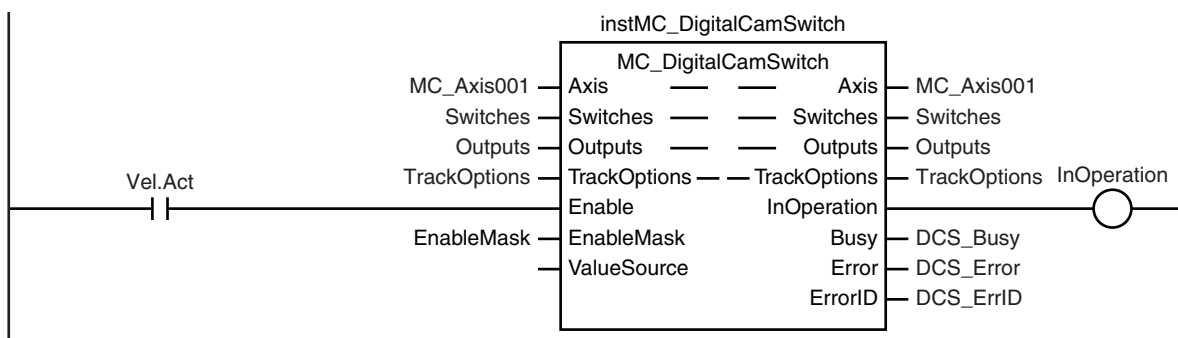 instMC_DigitalCamSwitch
MC_DigitalCamSwitch
MC_Axis001 Axis Axis MC_Axis001
Switches Switches Switches Switches
Outputs Outputs Outputs Outputs
TrackOptions TrackOptions TrackOptions TrackOptions InOperation
Vel.Act
Enable InOperation
EnableMask EnableMask Busy DCS_Busy
ValueSource Error DCS_Error
ErrorID DCS_ErrID